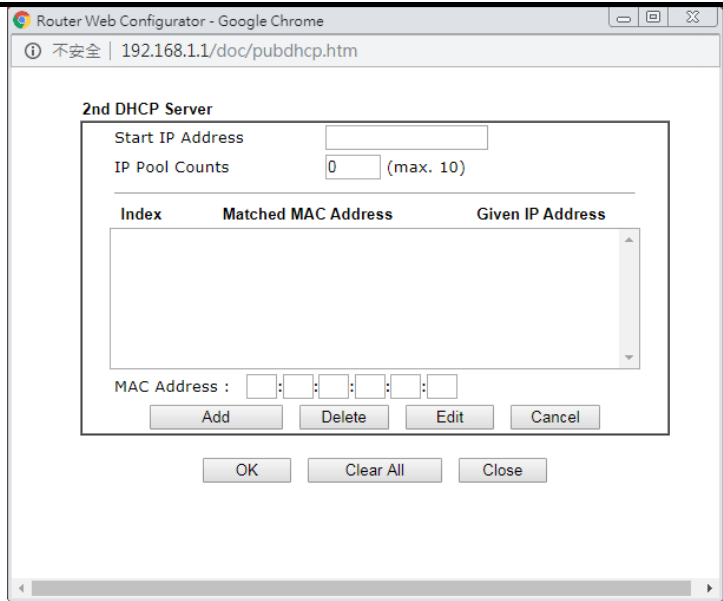 Router Web Configurator - Google Chrome
不安全 | 192.168.1.1/doc/pubdhcp.htm
2nd DHCP Server
Start IP Address
IP Pool Counts 0 (max. 10)
Index Matched MAC Address Given IP Address
MAC Address : : : : : :
Add Delete Edit Cancel
OK Clear All Close